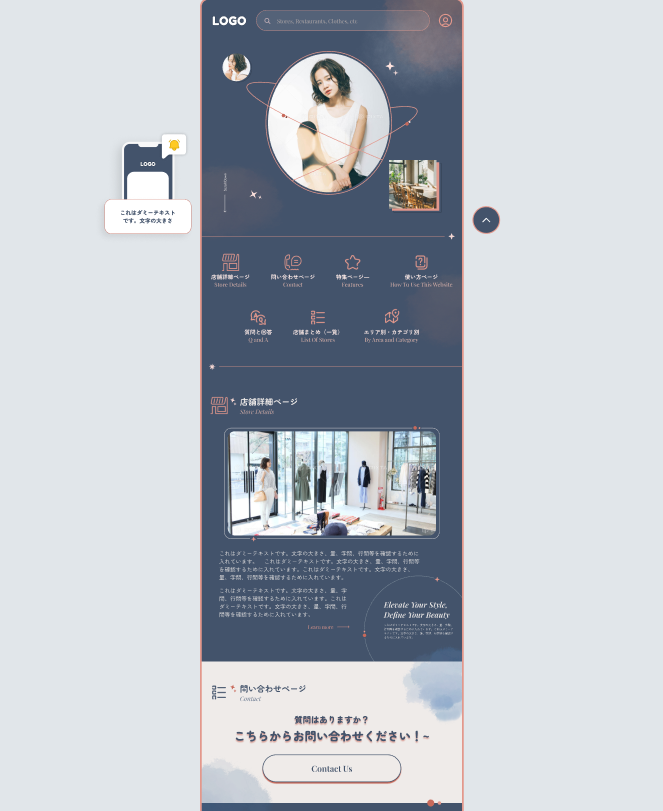 LOGO
Stores, Restaurants, Clothes, etc
LOGO
これはダミーテキスト
です。文字の大きさ
店舗詳細ページ
Store Details
問い合わせページ
Contact
特集ページ
Features
使い方ページ
How To Use This Website
質問と回答
Q and A
店舗まとめ（一覧）
List Of Stores
エリア別・カテゴリ別
By Area and Category
店舗詳細ページ
Store Details
これはダミーテキストです。文字の大きさ、量、字間、行間等を確認するために
入れています。 これはダミーテキストです。文字の大きさ、量、字間、行間等
を確認するために入れています。これはダミーテキストです。文字の大きさ、
量、字間、行間等を確認するために入れています。
これはダミーテキストです。文字の大きさ、量、字
間、行間等を確認するために入れています。これは
ダミーテキストです。文字の大きさ、量、字間、行
間等を確認するために入れています。
Learn more
Elevate Your Style,
Define Your Beauty
問い合わせページ
Contact
質問はありますか？
こちらからお問い合わせください！~
Contact Us